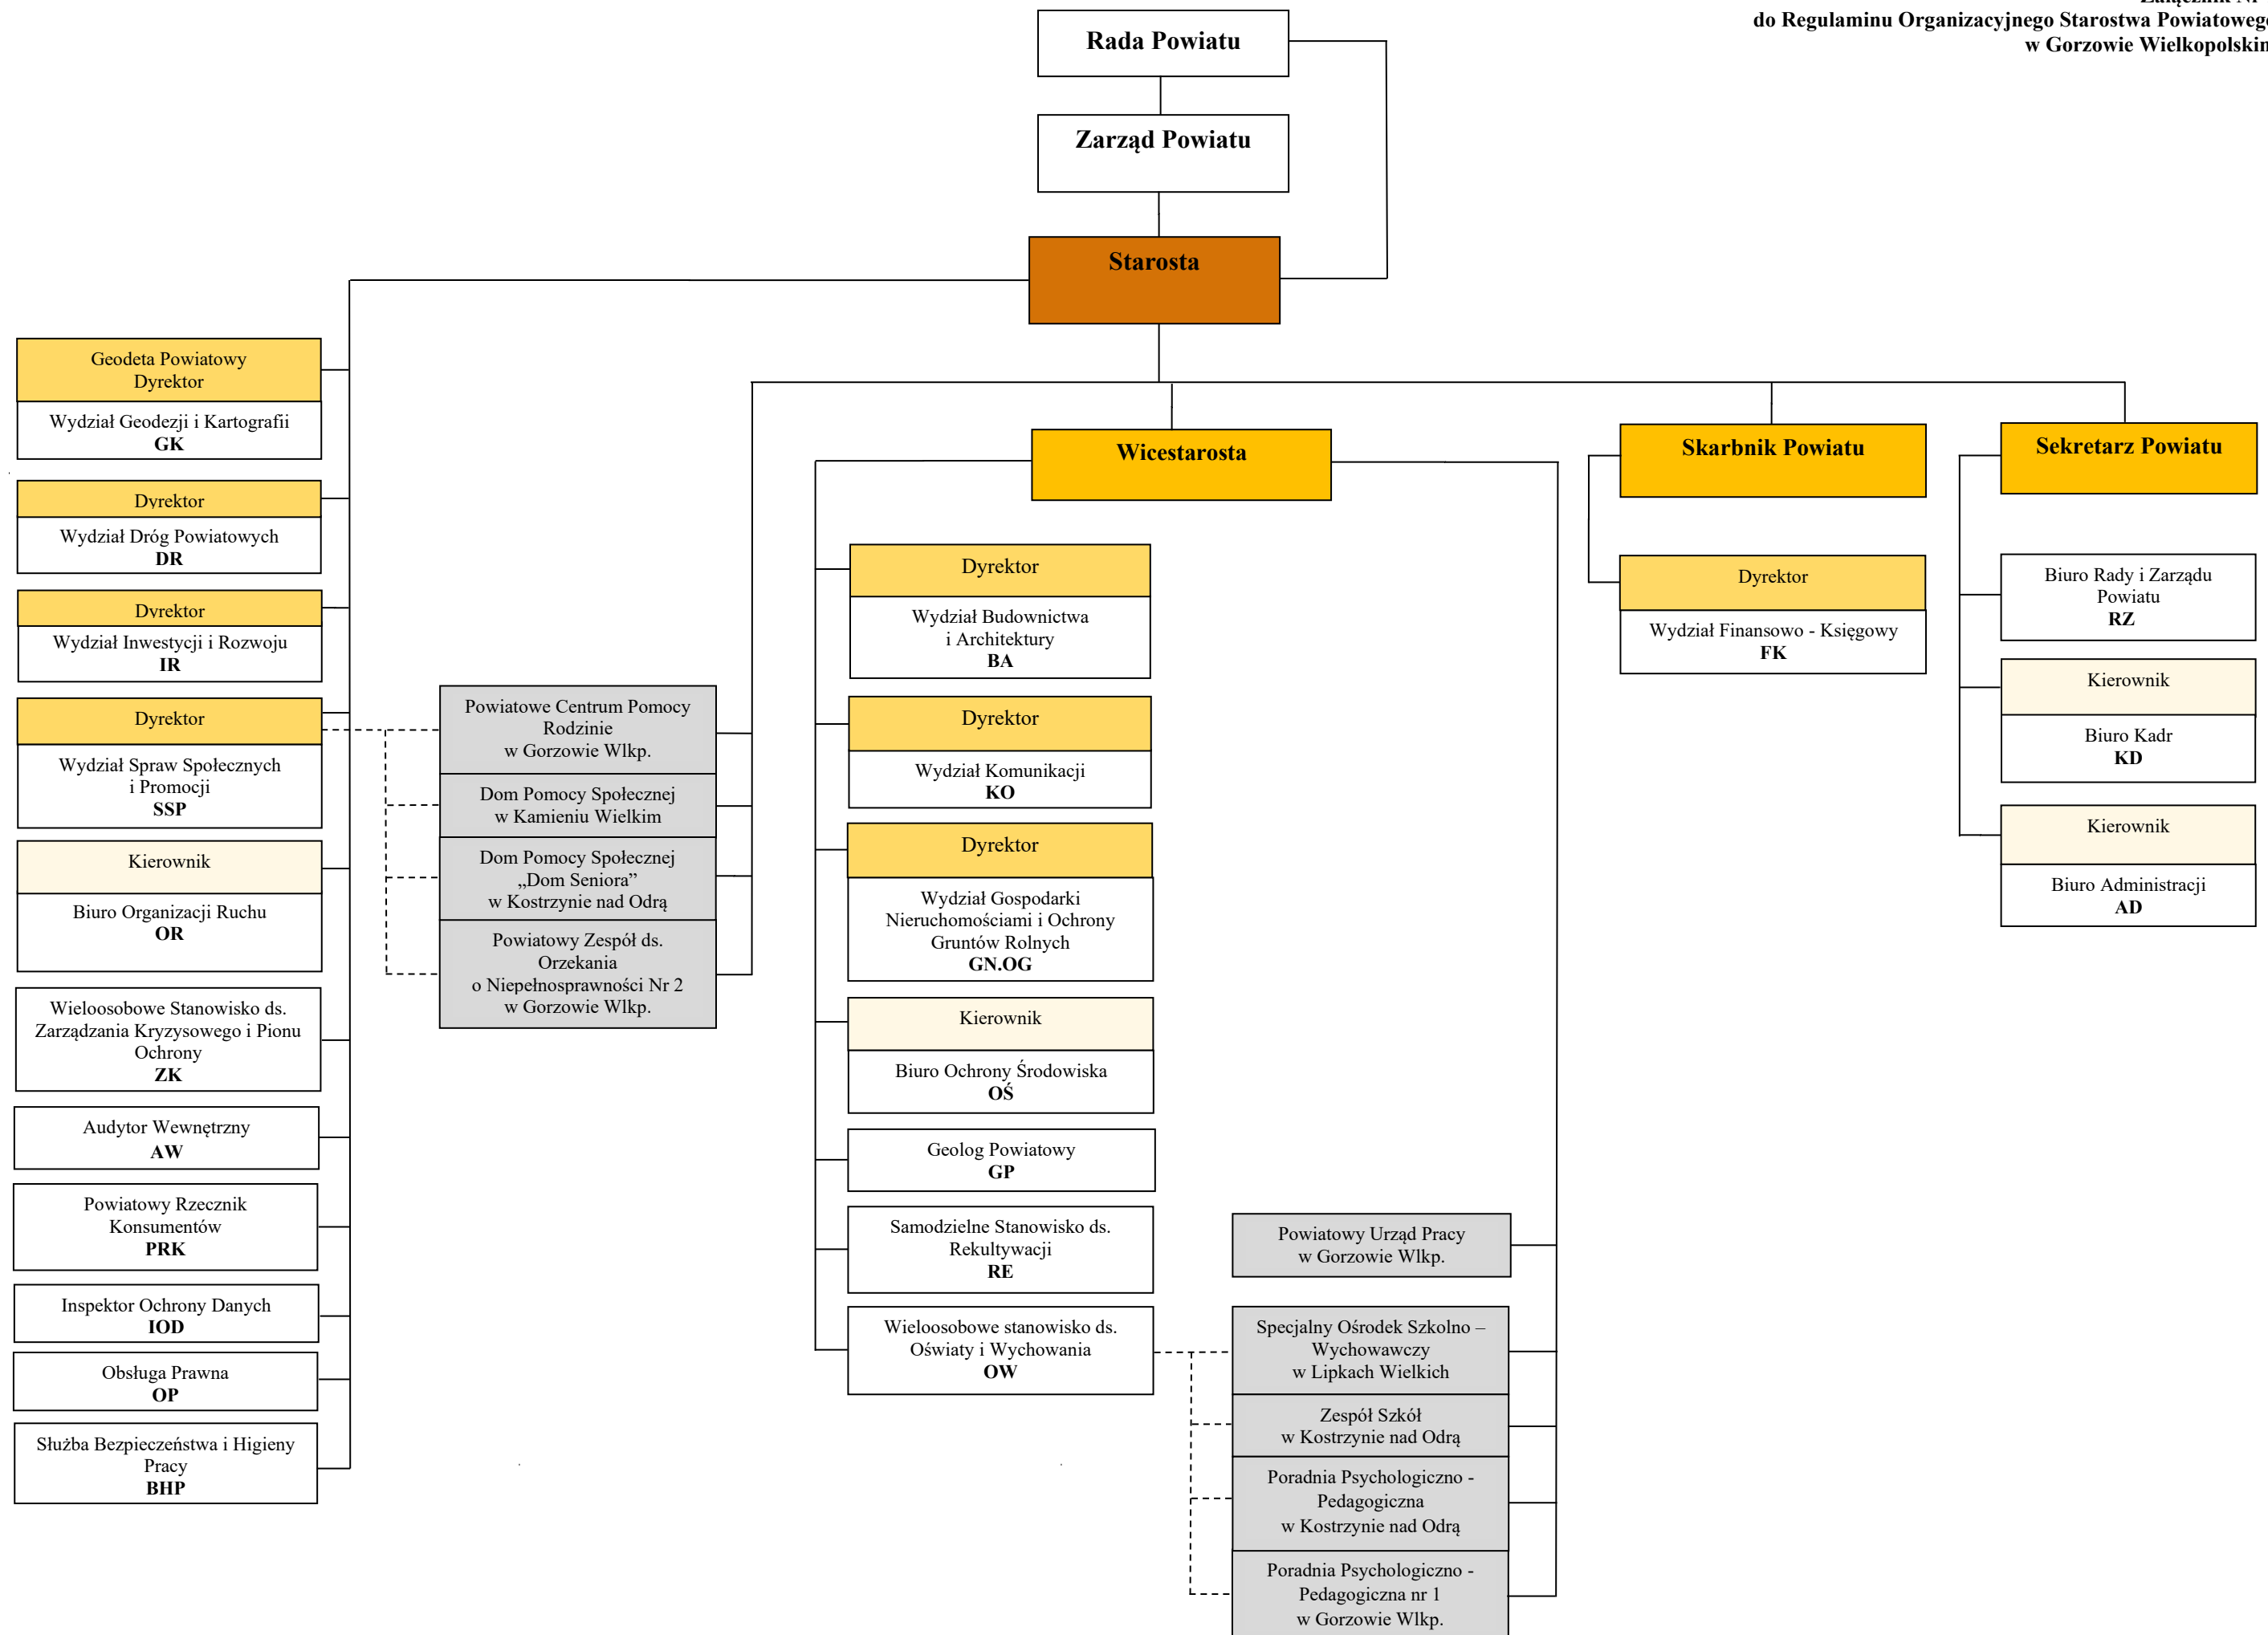 Załącznik Nr
do Regulaminu Organizacyjnego Starostwa Powiatowego
w Gorzowie Wielkopolskim
Rada Powiatu
Zarząd Powiatu
Starosta
Geodeta Powiatowy
Dyrektor
Wydział Geodezji i Kartografii
GK
Dyrektor
Wydział Dróg Powiatowych
DR
Dyrektor
Wydział Inwestycji i Rozwoju
IR
Dyrektor
Wydział Spraw Społecznych
i Promocji
SSP
Kierownik
Biuro Organizacji Ruchu
OR
Wieloosobowe Stanowisko ds.
Zarządzania Kryzysowego i Pionu
Ochrony
ZK
Audytor Wewnętrzny
AW
Powiatowy Rzecznik
Konsumentów
PRK
Inspektor Ochrony Danych
IOD
Obsługa Prawna
OP
Służba Bezpieczeństwa i Higieny
Pracy
BHP
Powiatowe Centrum Pomocy
Rodzinie
w Gorzowie Wlkp.
Dom Pomocy Społecznej
w Kamieniu Wielkim
Dom Pomocy Społecznej
„Dom Seniora”
w Kostrzynie nad Odrą
Powiatowy Zespół ds.
Orzekania
o Niepełnosprawności Nr 2
w Gorzowie Wlkp.
Wicestarosta
Dyrektor
Wydział Budownictwa
i Architektury
BA
Dyrektor
Wydział Komunikacji
KO
Dyrektor
Wydział Gospodarki
Nieruchomościami i Ochrony
Gruntów Rolnych
GN.OG
Kierownik
Biuro Ochrony Środowiska
OŚ
Geolog Powiatowy
GP
Samodzielne Stanowisko ds.
Rekultywacji
RE
Wieloosobowe stanowisko ds.
Oświaty i Wychowania
OW
Powiatowy Urząd Pracy
w Gorzowie Wlkp.
Specjalny Ośrodek Szkolno –
Wychowawczy
w Lipkach Wielkich
Zespół Szkół
w Kostrzynie nad Odrą
Poradnia Psychologiczno -
Pedagogiczna
w Kostrzynie nad Odrą
Poradnia Psychologiczno -
Pedagogiczna nr 1
w Gorzowie Wlkp.
Skarbnik Powiatu
Dyrektor
Wydział Finansowo - Księgowy
FK
Sekretarz Powiatu
Biuro Rady i Zarządu
Powiatu
RZ
Kierownik
Biuro Kadr
KD
Kierownik
Biuro Administracji
AD